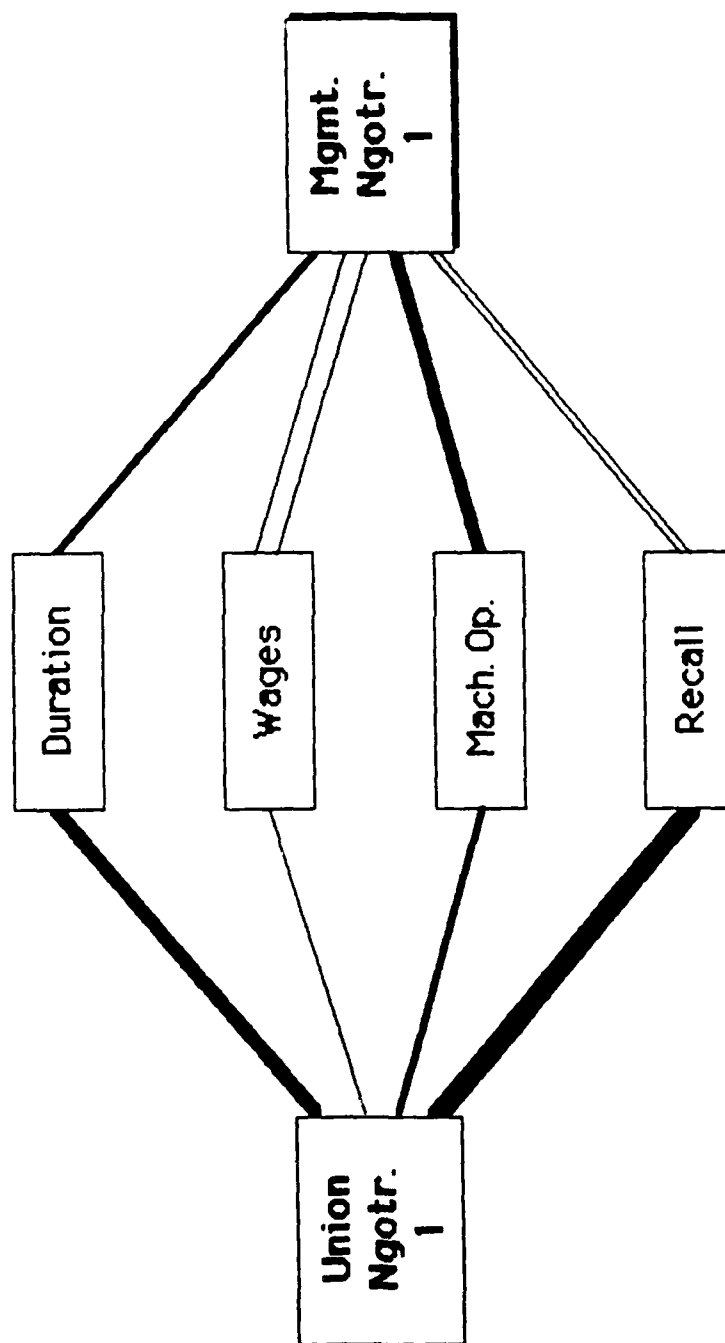 Union
Ngotr.
1
Duration
Wages
Mach. Op.
Recall
Mgmt.
Ngotr.
1